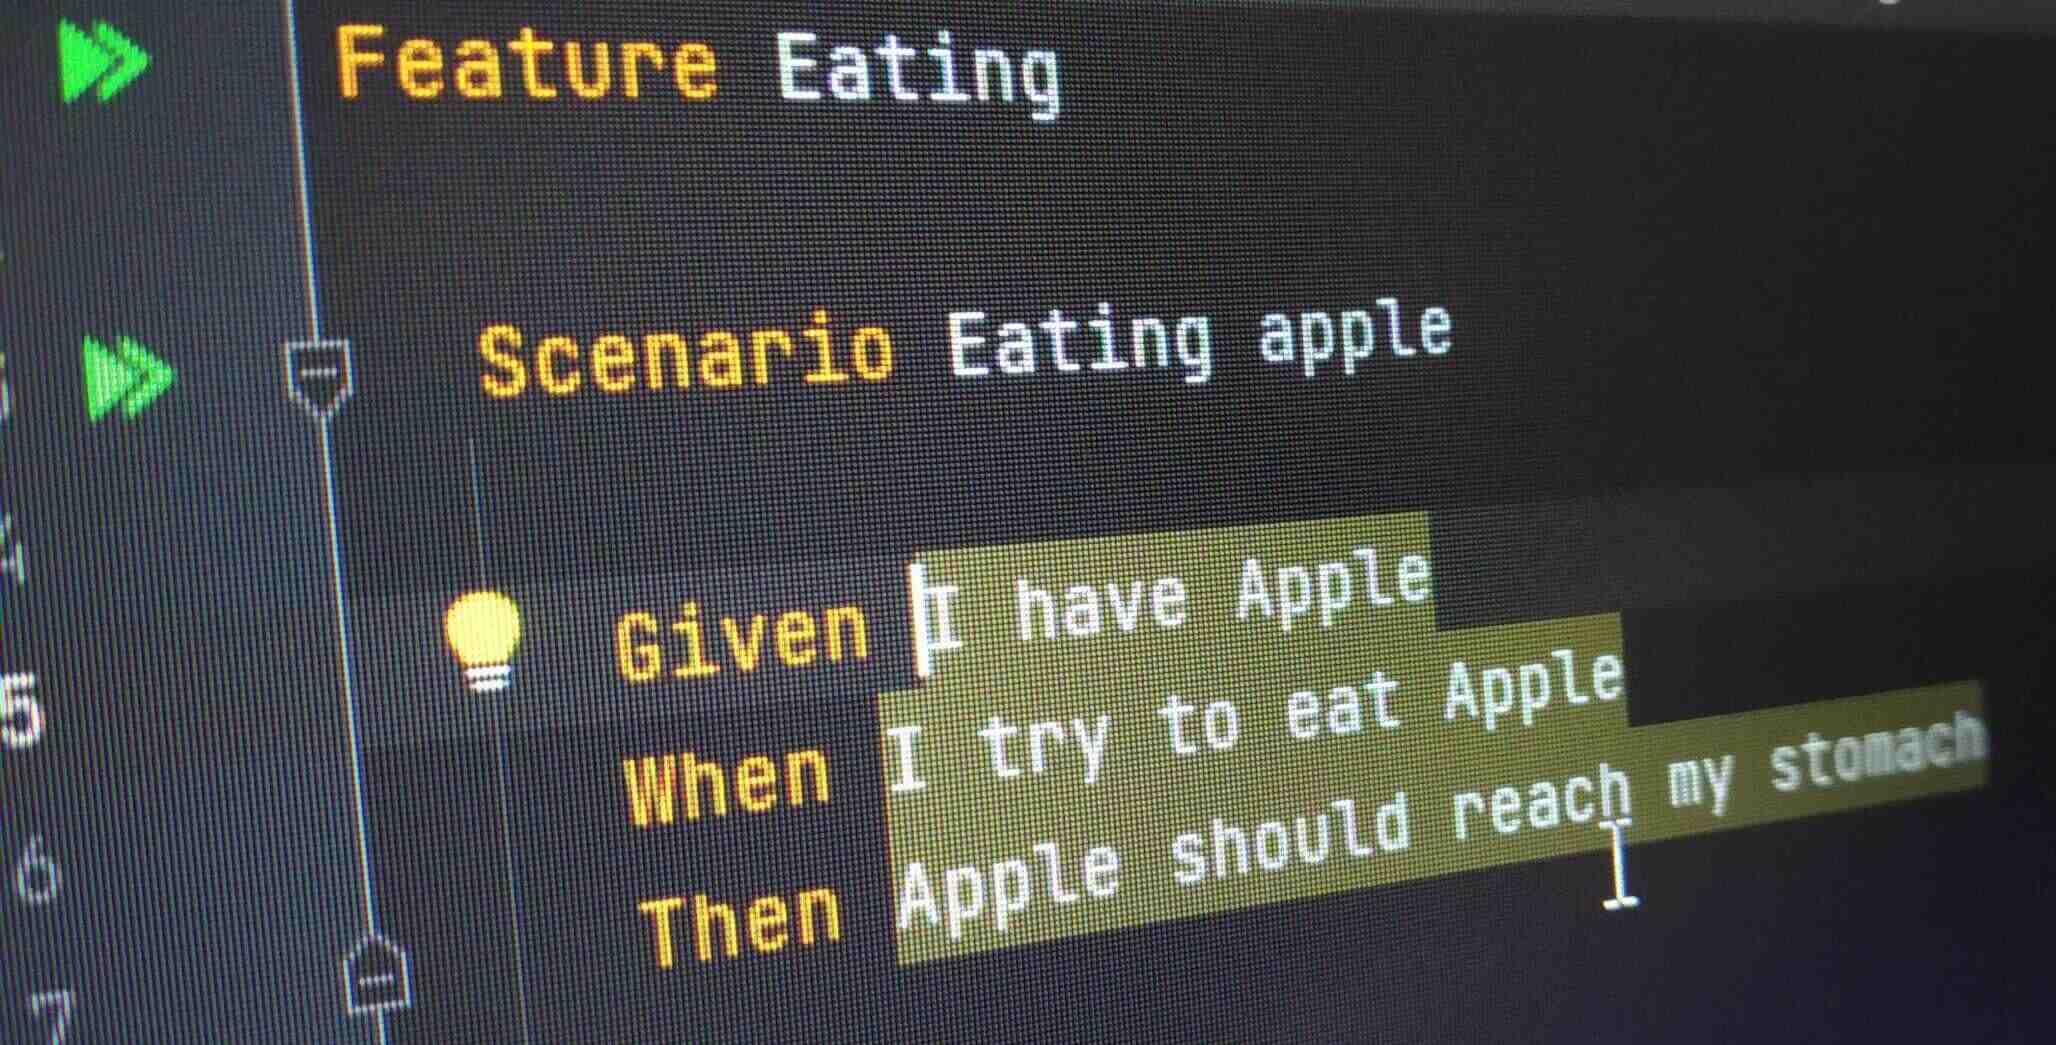 Feature Eating
Scenario Eating apple
4
5
Given I have Apple
6
When I try to eat Apple
7
Then Apple should reach my stomach